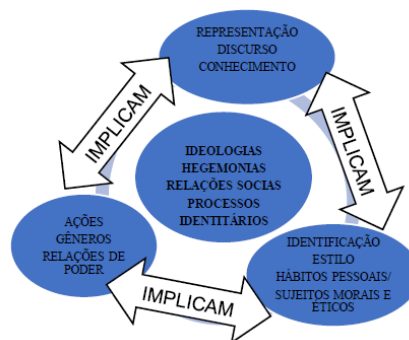 REPRESENTAÇÃO
DISCURSO
CONHECIMENTO
IMPLICAM
IMPLICAM
IDEOLOGIAS
HEGEMONIAS
RELAÇÕES SOCIAS
PROCESSOS
IDENTITÁRIOS
AÇÕES
GÊNEROS
RELAÇÕES DE
PODER
IDENTIFICAÇÃO
ESTILO
HÁBITOS PESSOAIS/
SUJEITOS MORAIS E
ÉTICOS
IMPLICAM